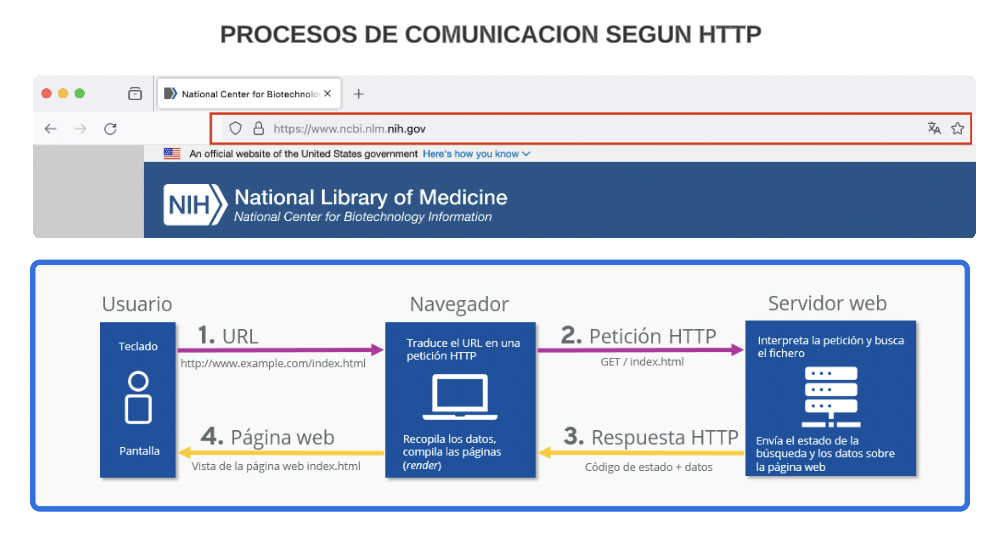 PROCESOS DE COMUNICACION SEGUN HTTP
National Center for Biotechnolo
https://www.ncbi.nlm.nih.gov
An official website of the United States government Here's how you know
NIH
National Library of Medicine
National Center for Biotechnology Information
Usuario
Navegador
Servidor web
Teclado
Pantalla
1. URL
http://www.example.com/index.html
Traduce el URL en una
petición HTTP
2. Petición HTTP
GET / index.html
Interpreta la petición y busca
el fichero
4. Página web
Vista de la página web index.html
Recopila los datos,
compila las páginas
(render)
3. Respuesta HTTP
Código de estado + datos
Envía el estado de la
búsqueda y los datos sobre
la página web